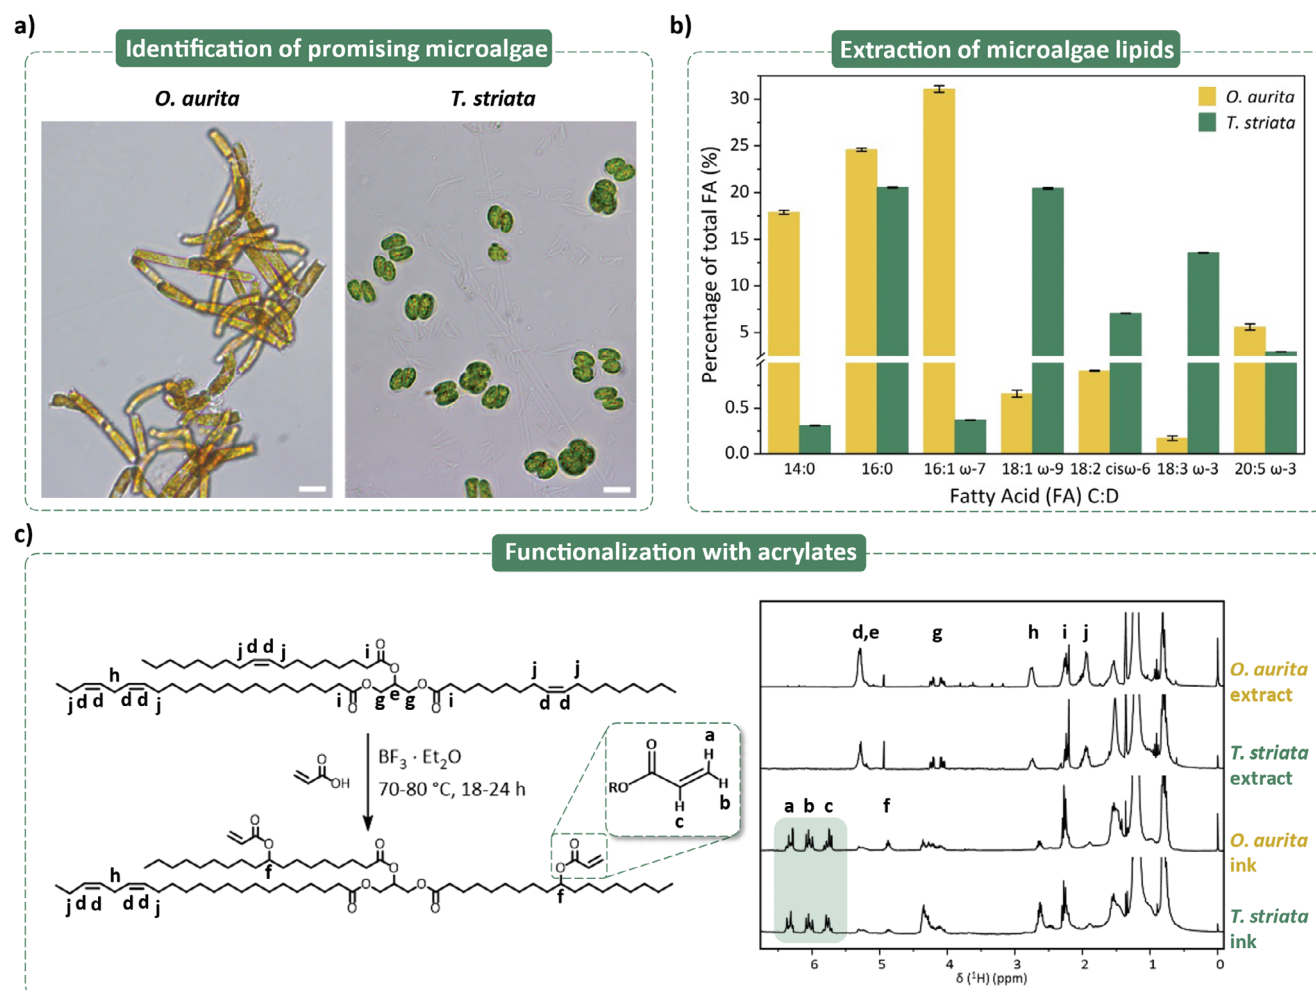 a)
Identification of promising microalgae
O. aurita
T. striata
b)
Extraction of microalgae lipids
Percentage of total FA (%)
30
25
20
15
10
5
0.5
0.0
O. aurita
T. striata
14:0 16:0 16:1 ω-7 18:1 ω-9 18:2 cisω-6 18:3 ω-3 20:5 ω-3
Fatty Acid (FA) C:D
c)
Functionalization with acrylates
j d d j i O
O
h j j
j d d d d j i O O g e g O O i d d
O
OH
BF3 · Et2O
70-80 °C, 18-24 h
O
O
f
O
O
h
j d d d d j
O
O
O
O
O
O
f
a
O
H
RO
H
b
H
c
d,e g h i j
O. aurita
extract
T. striata
extract
a b c f
O. aurita
ink
T. striata
ink
6 5 4 3 2 1 0
δ (¹H) (ppm)